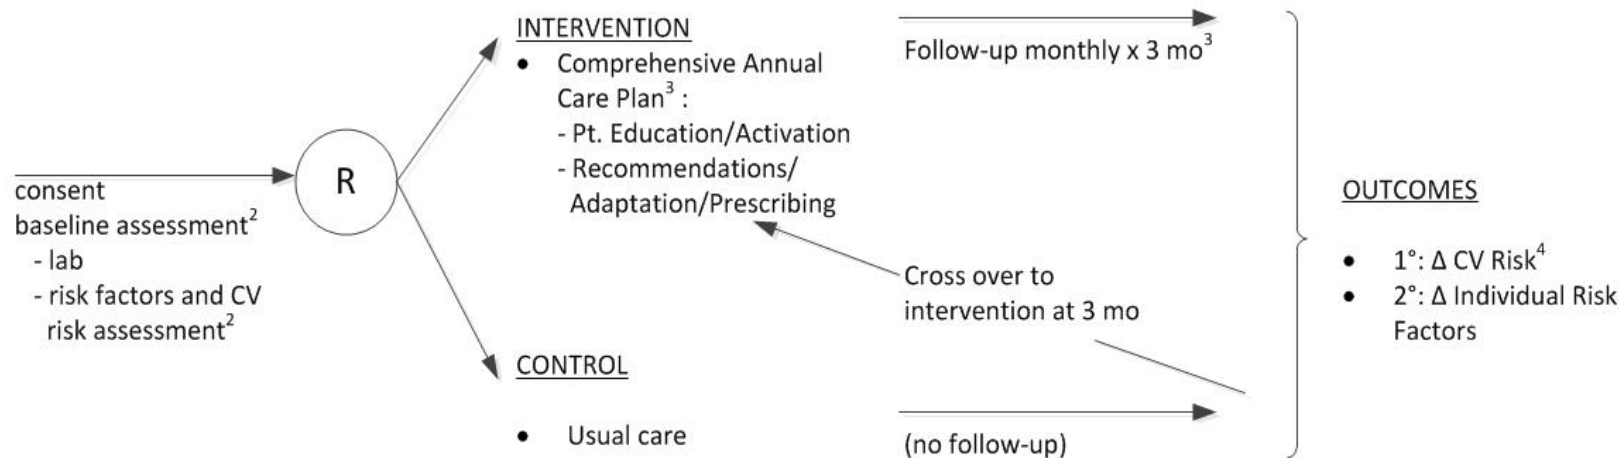 consent
baseline assessment²
- lab
- risk factors and CV
risk assessment²
R
INTERVENTION
• Comprehensive Annual
Care Plan³ :
- Pt. Education/Activation
- Recommendations/
Adaptation/Prescribing
CONTROL
• Usual care
Follow-up monthly x 3 mo³
Cross over to
intervention at 3 mo
(no follow-up)
OUTCOMES
• 1°: Δ CV Risk⁴
• 2°: Δ Individual Risk
Factors